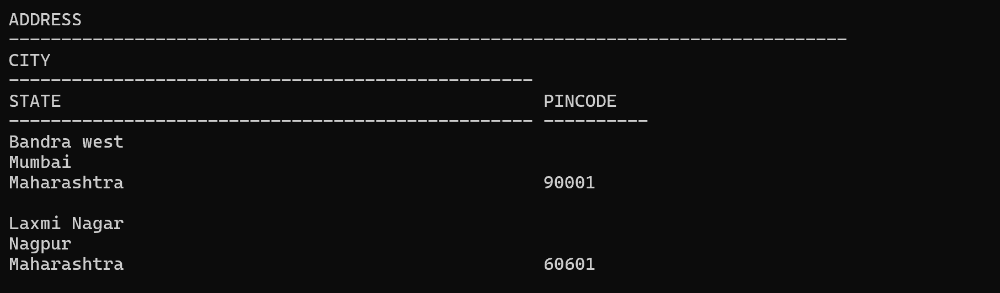 ADDRESS
--------------------------------------------------------------------------------
CITY
--------------------------------------------------
STATE                                              PINCODE
-------------------------------------------------- ----------
Bandra west
Mumbai
Maharashtra                                        90001
Laxmi Nagar
Nagpur
Maharashtra                                        60601